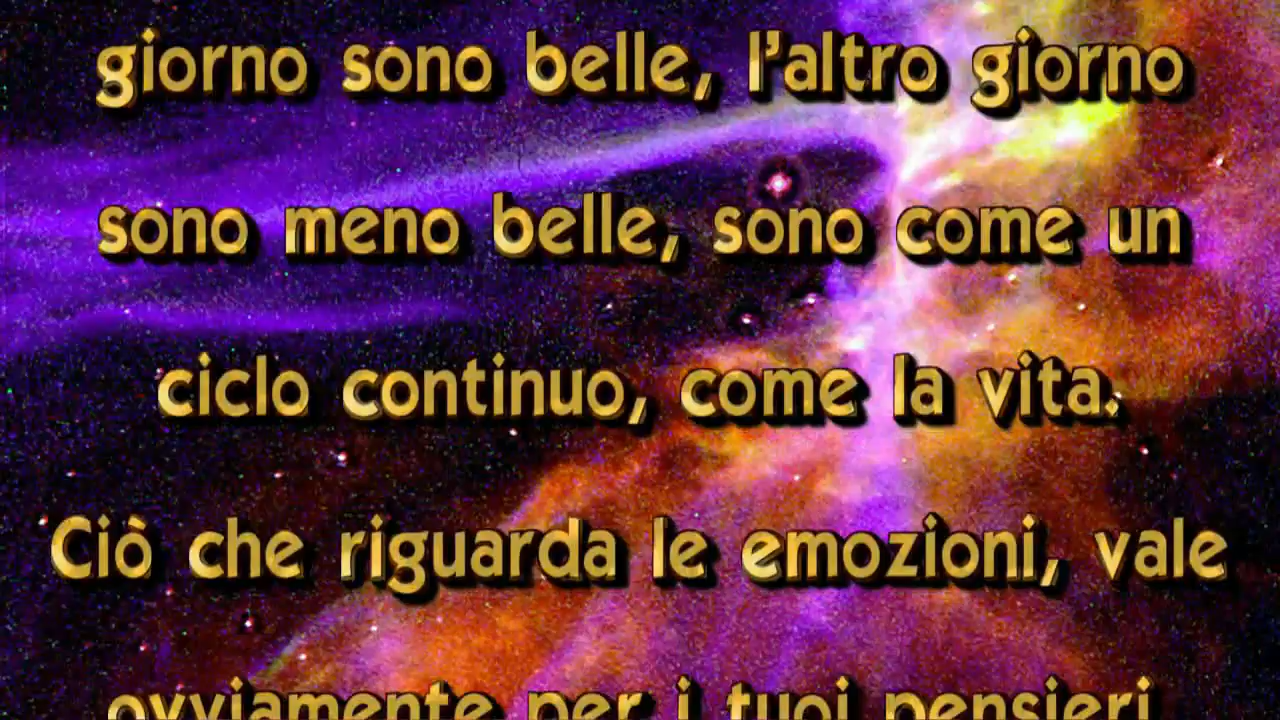 giorno sono belle, l'altro giorno
sono meno belle, sono come un
ciclo continuo, come la vita.
Ciò che riguarda le emozioni, vale
ovviamente per i tuoi pensieri